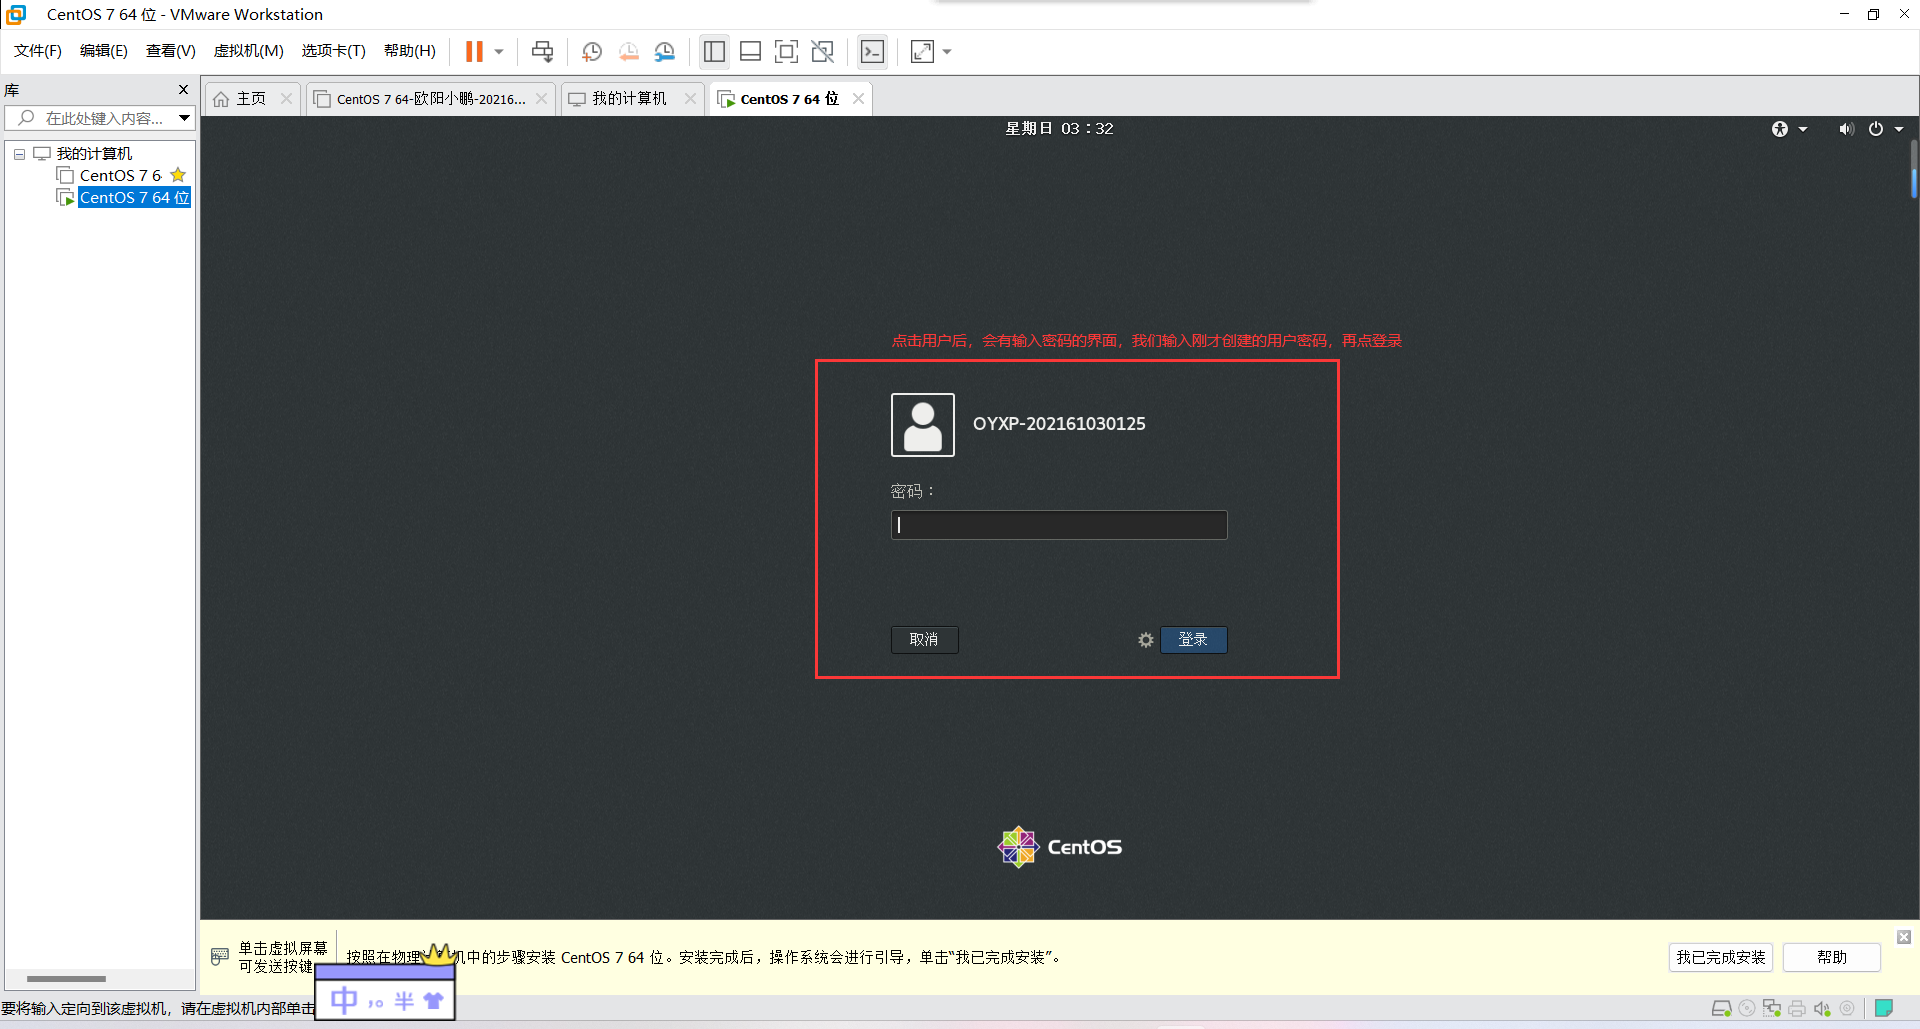 CentOS 7 64 位 - VMware Workstation
文件(F) 编辑(E) 查看(V) 虚拟机(M) 选项卡(T) 帮助(H)
库
在此处键入内容...
我的计算机
CentOS 7 6
CentOS 7 64 位
主页
CentOS 7 64-欧阳小鹏-20216...
我的计算机
CentOS 7 64 位
星期日 03：32
点击用户后，会有输入密码的界面，我们输入刚才创建的用户密码，再点登录
OYXP-202161030125
密码：
取消
登录
CentOS
单击虚拟屏幕
可发送按键
按照在物理 机中的步骤安装 CentOS 7 64 位。安装完成后，操作系统会进行引导，单击“我已完成安装”。
我已完成安装
帮助
要将输入定向到该虚拟机，请在虚拟机内部单击
中 ，。 半